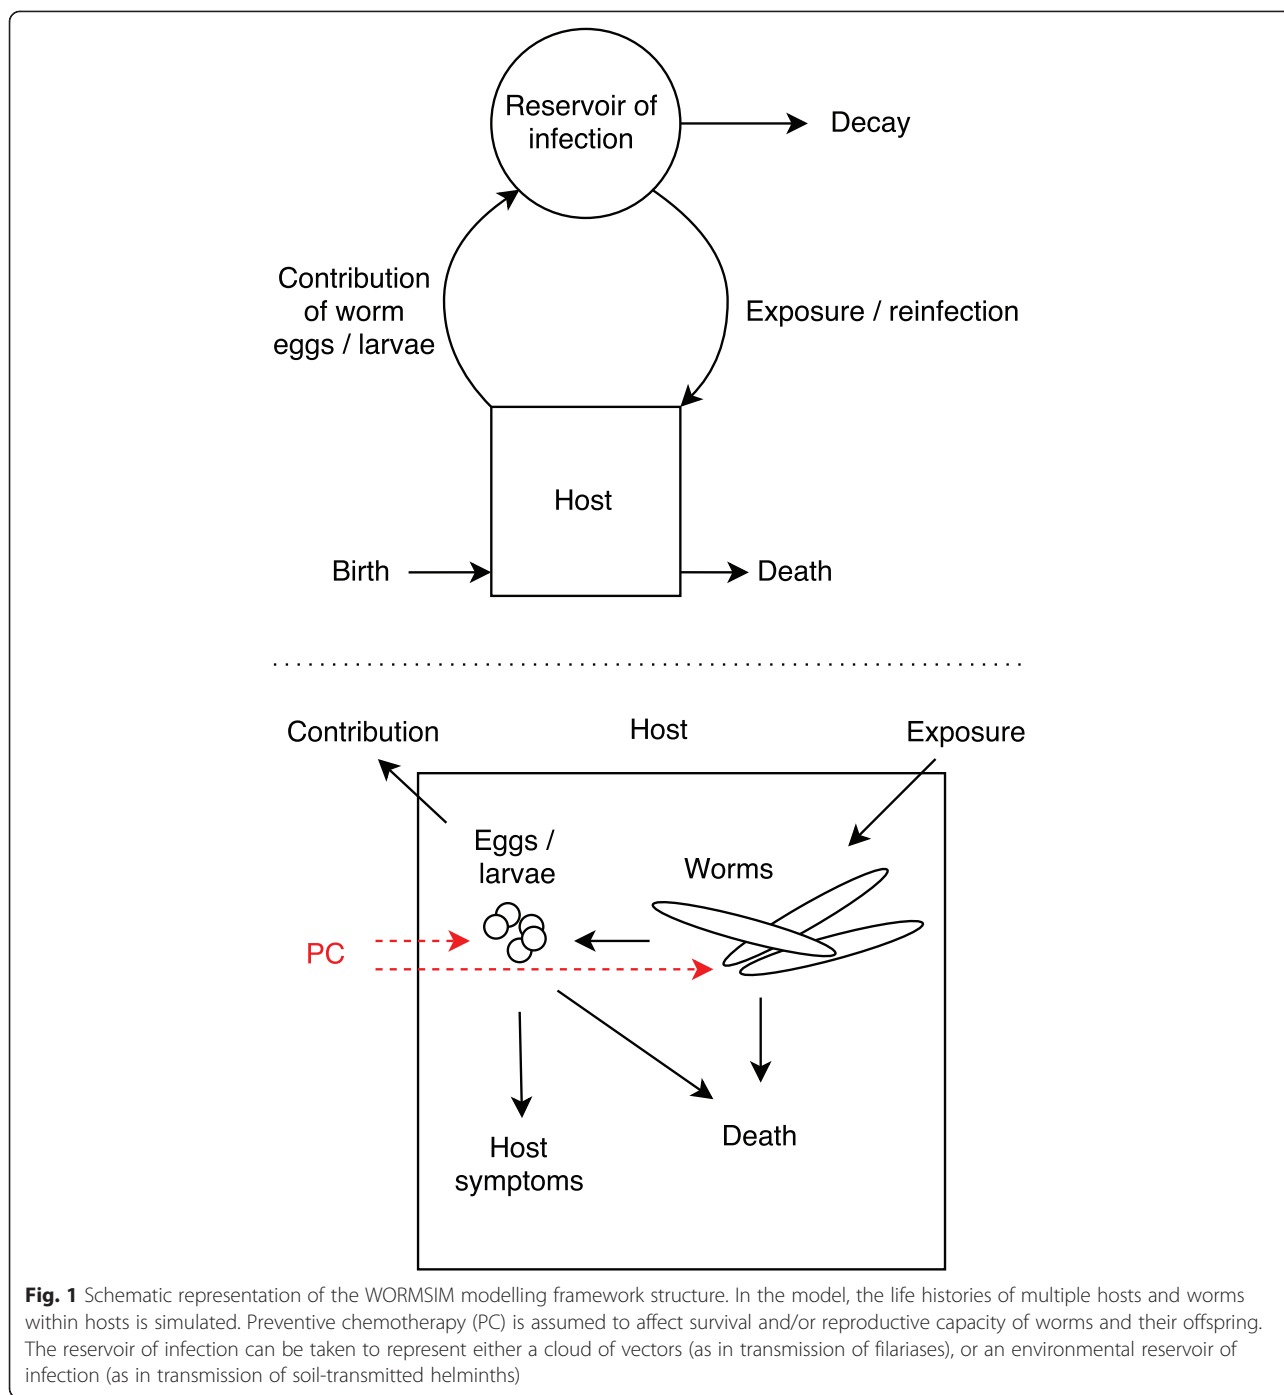 Reservoir of
infection
Decay
Contribution
of worm
eggs / larvae
Exposure / reinfection
Host
Birth
Death
Contribution
Host
Exposure
Eggs /
larvae
Worms
PC
Host
symptoms
Death
Fig. 1 Schematic representation of the WORMSIM modelling framework structure. In the model, the life histories of multiple hosts and worms
within hosts is simulated. Preventive chemotherapy (PC) is assumed to affect survival and/or reproductive capacity of worms and their offspring.
The reservoir of infection can be taken to represent either a cloud of vectors (as in transmission of filariases), or an environmental reservoir of
infection (as in transmission of soil-transmitted helminths)